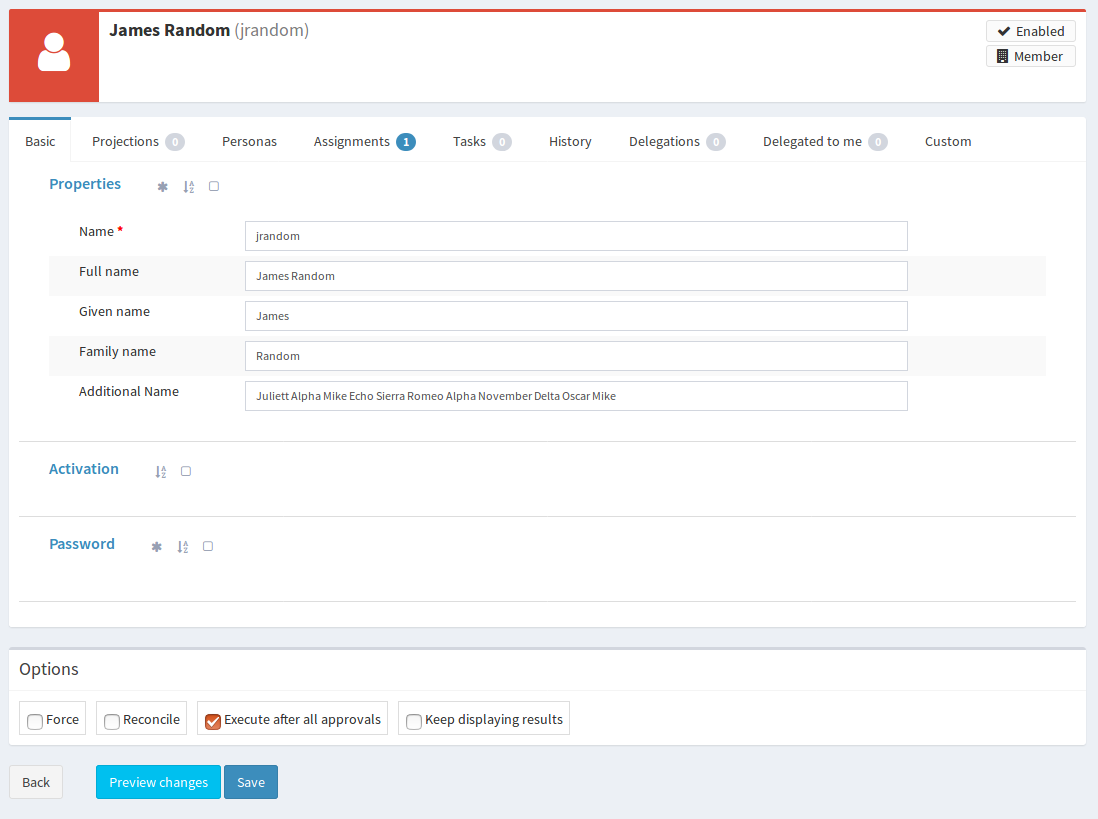 James Random (jrandom)
Enabled
Member
Basic Projections 0 Personas Assignments 1 Tasks 0 History Delegations 0 Delegated to me 0 Custom
Properties
Name * jrandom
Full name James Random
Given name James
Family name Random
Additional Name Juliett Alpha Mike Echo Sierra Romeo Alpha November Delta Oscar Mike
Activation
Password
Options
Force Reconcile Execute after all approvals Keep displaying results
Back Preview changes Save